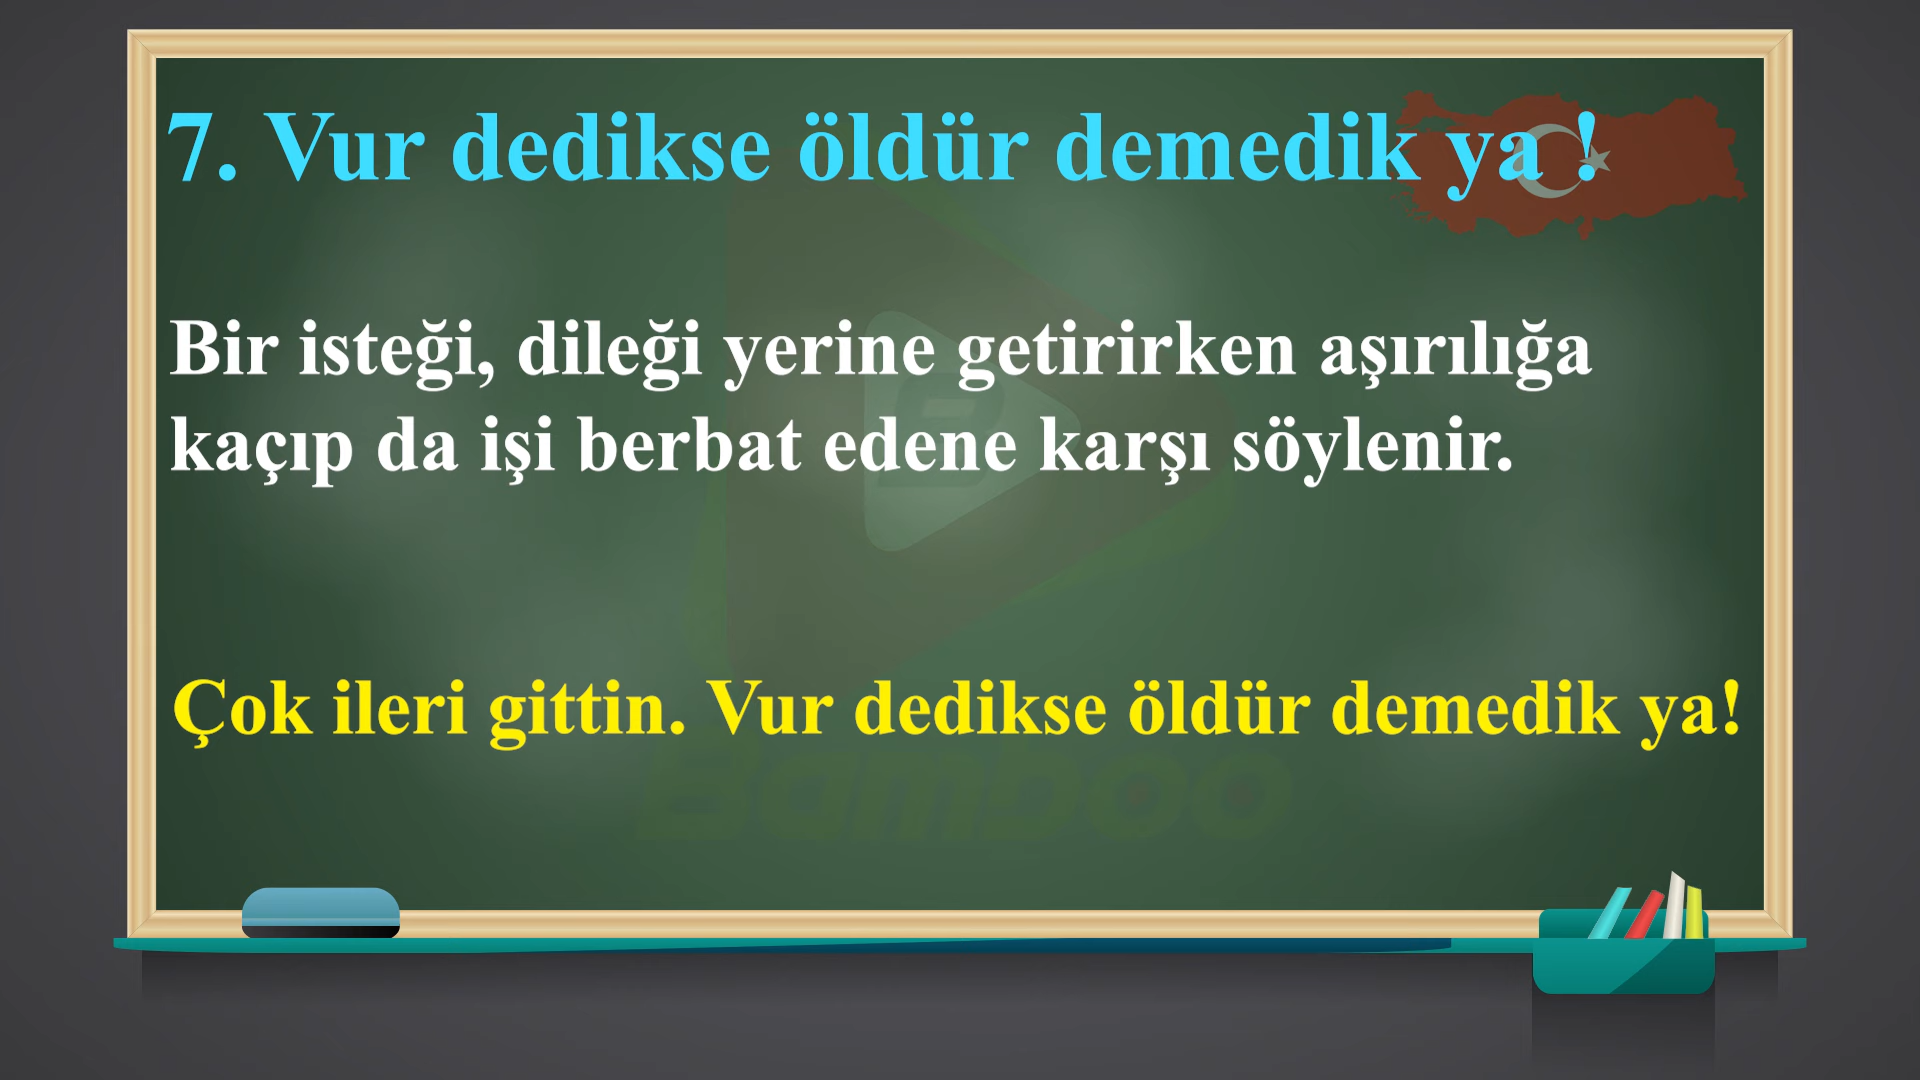 7. Vur dedikse öldür demedik ya !
Bir isteği, dileği yerine getirirken aşırılığa
kaçıp da işi berbat edene karşı söylenir.
Çok ileri gittin. Vur dedikse öldür demedik ya!
Bamboo